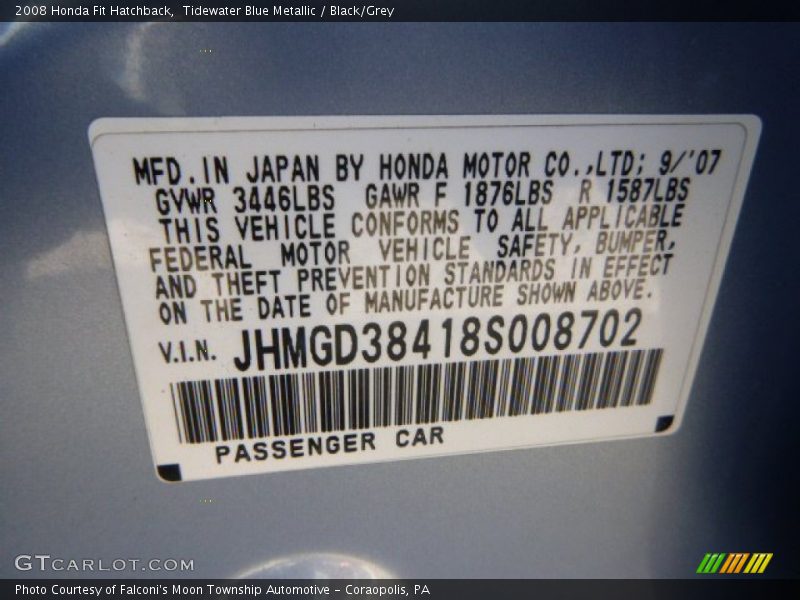 2008 Honda Fit Hatchback,  Tidewater Blue Metallic / Black/Grey
MFD. IN JAPAN BY HONDA MOTOR CO.,LTD; 9/'07
GVWR 3446LBS GAWR F 1876LBS R 1587LBS
THIS VEHICLE CONFORMS TO ALL APPLICABLE
FEDERAL MOTOR VEHICLE SAFETY, BUMPER,
AND THEFT PREVENTION STANDARDS IN EFFECT
ON THE DATE OF MANUFACTURE SHOWN ABOVE.
V.I.N. JHMGD38418S008702
PASSENGER CAR
GTCARLOT.COM
Photo Courtesy of Falconi's Moon Township Automotive – Coraopolis, PA